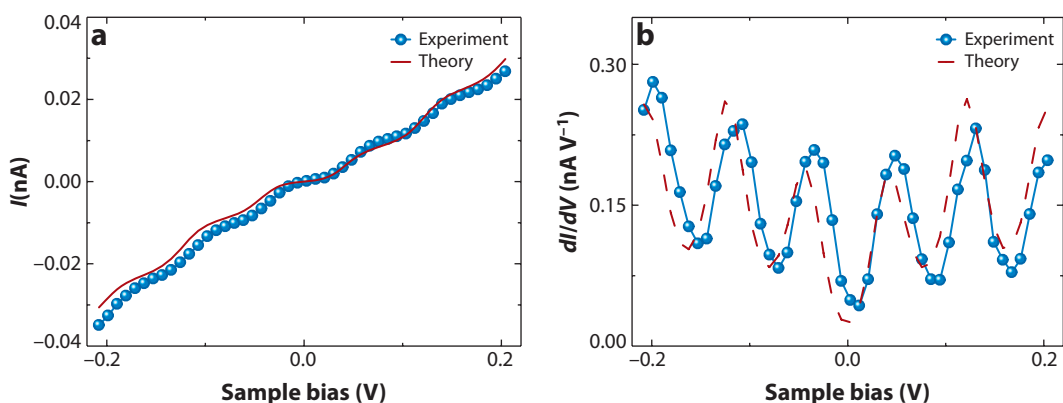 a
Experiment
Theory
0.04
0.02
0.00
−0.02
−0.04
I(nA)
−0.2
0.0
0.2
Sample bias (V)
b
Experiment
Theory
0.30
0.15
0.00
dI/dV (nA V−1)
−0.2
0.0
0.2
Sample bias (V)